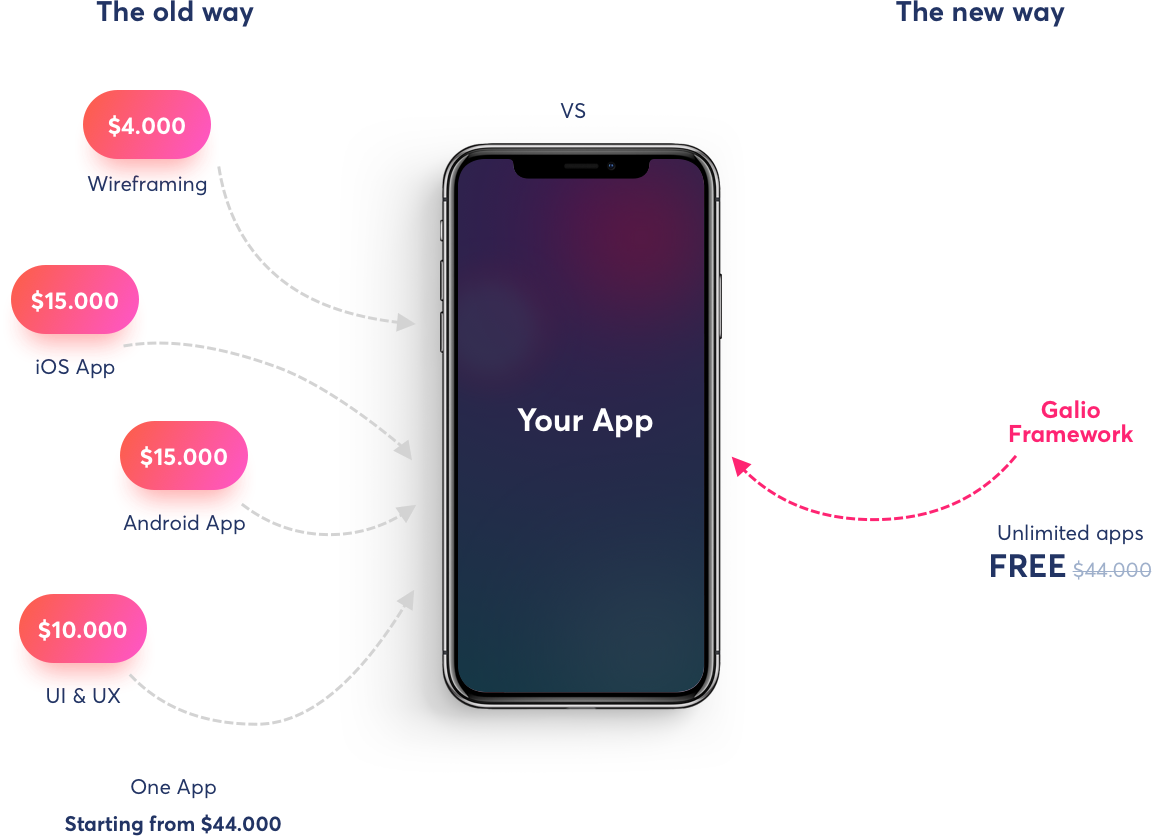 The old way
The new way
VS
$4.000
Wireframing
$15.000
iOS App
$15.000
Android App
$10.000
UI & UX
One App
Starting from $44.000
Your App
Galio
Framework
Unlimited apps
FREE $44.000